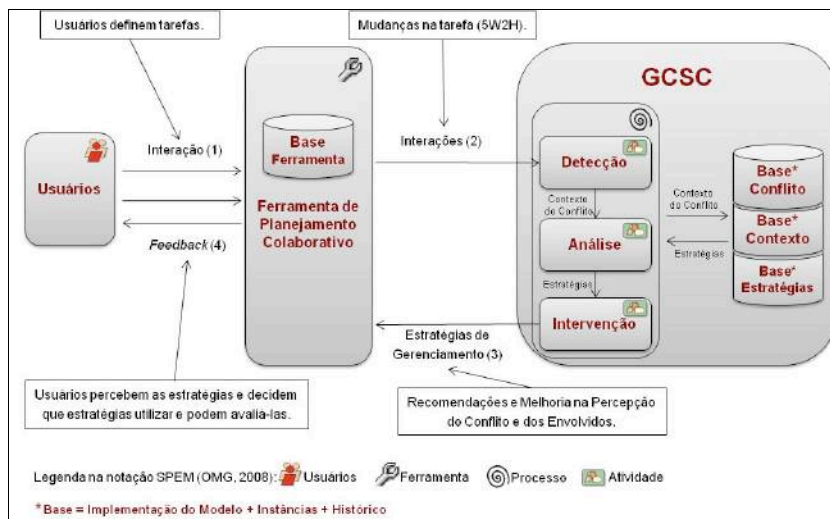 Usuários definem tarefas.
Mudanças na tarefa (5W2H).
GCSC
Interação (1)
Base
Ferramenta
Interações (2)
Usuários
Ferramenta de
Planejamento
Colaborativo
Feedback (4)
Detecção
Contexto
de Conflito
Análise
Estratégias
Intervenção
Contexto
do Conflito
Estratégias
Base*
Conflito
Base*
Contexto
Base*
Estratégias
Estratégias de
Gerenciamento (3)
Usuários percebem as estratégias e decidem
que estratégias utilizar e podem avaliá-las.
Recomendações e Melhoria na Percepção
do Conflito e dos Envolvidos.
Legenda na notação SPEM (OMG, 2008): Usuários Ferramenta Processo Atividade
*Base = Implementação do Modelo + Instâncias + Histórico